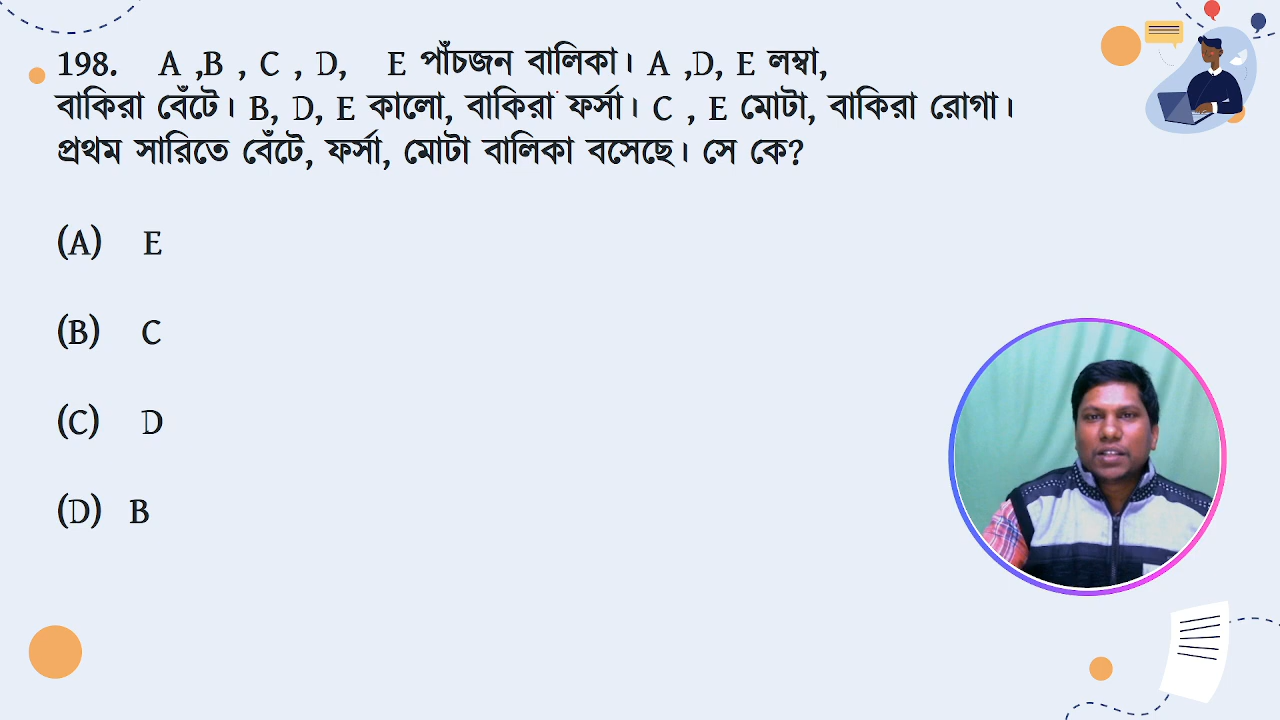 198. A ,B , C , D, E পাঁচজন বালিকা। A ,D, E লম্বা,
বাকিরা বেঁটে। B, D, E কালো, বাকিরা ফর্সা। C , E মোটা, বাকিরা রোগা।
প্রথম সারিতে বেঁটে, ফর্সা, মোটা বালিকা বসেছে। সে কে?
(A) E
(B) C
(C) D
(D) B